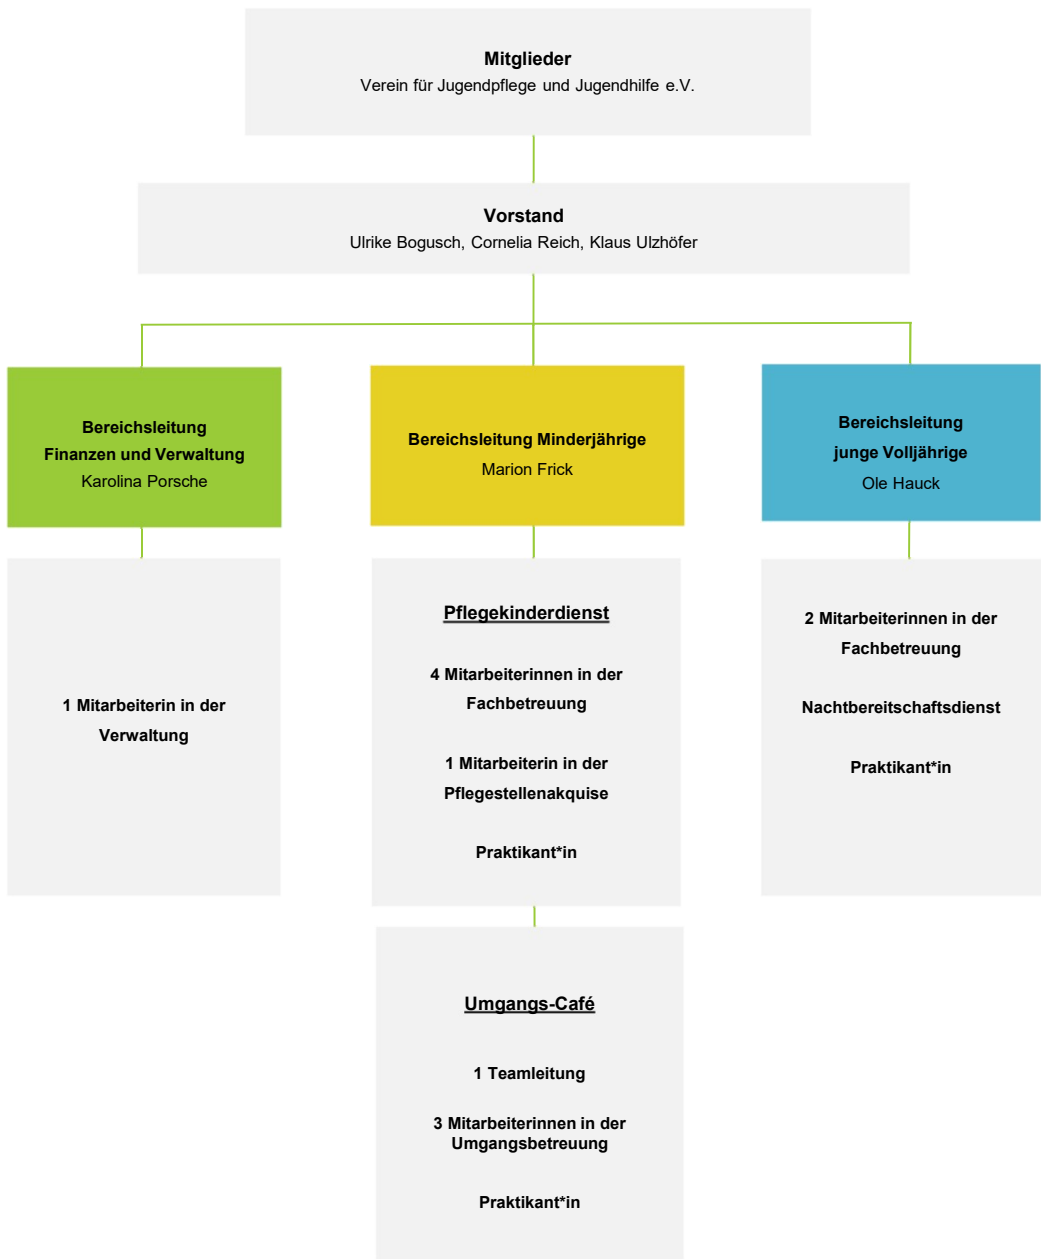 Mitglieder
Verein für Jugendpflege und Jugendhilfe e.V.
Vorstand
Ulrike Bogusch, Cornelia Reich, Klaus Ulzhöfer
Bereichsleitung
Finanzen und Verwaltung
Karolina Porsche
Bereichsleitung Minderjährige
Marion Frick
Bereichsleitung
junge Volljährige
Ole Hauck
1 Mitarbeiterin in der
Verwaltung
Pflegekinderdienst
4 Mitarbeiterinnen in der
Fachbetreuung
1 Mitarbeiterin in der
Pflegestellenakquise
Praktikant*in
2 Mitarbeiterinnen in der
Fachbetreuung
Nachtbereitschaftsdienst
Praktikant*in
Umgangs-Café
1 Teamleitung
3 Mitarbeiterinnen in der
Umgangsbetreuung
Praktikant*in